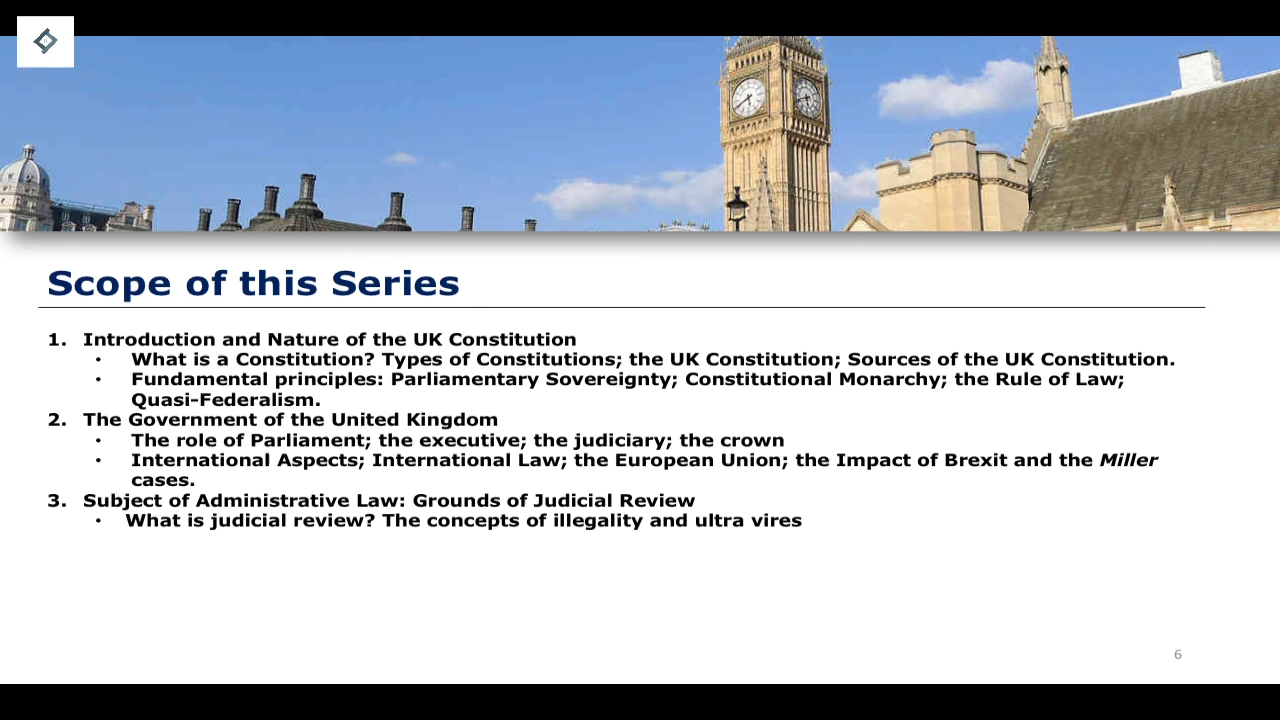 Scope of this Series
1. Introduction and Nature of the UK Constitution
• What is a Constitution? Types of Constitutions; the UK Constitution; Sources of the UK Constitution.
• Fundamental principles: Parliamentary Sovereignty; Constitutional Monarchy; the Rule of Law;
Quasi-Federalism.
2. The Government of the United Kingdom
• The role of Parliament; the executive; the judiciary; the crown
• International Aspects; International Law; the European Union; the Impact of Brexit and the Miller
cases.
3. Subject of Administrative Law: Grounds of Judicial Review
• What is judicial review? The concepts of illegality and ultra vires
6